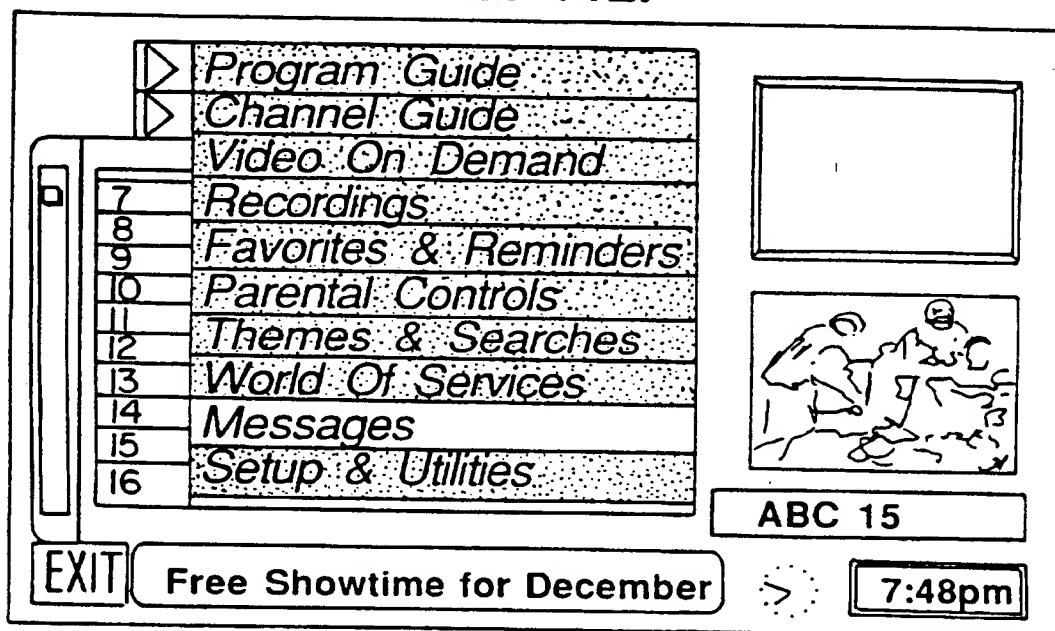 Program Guide
Channel Guide
Video On Demand
7 Recordings
8
9 Favorites & Reminders
10 Parental Controls
11
12 Themes & Searches
13 World Of Services
14 Messages
15
16 Setup & Utilities
ABC 15
EXIT Free Showtime for December 7:48pm